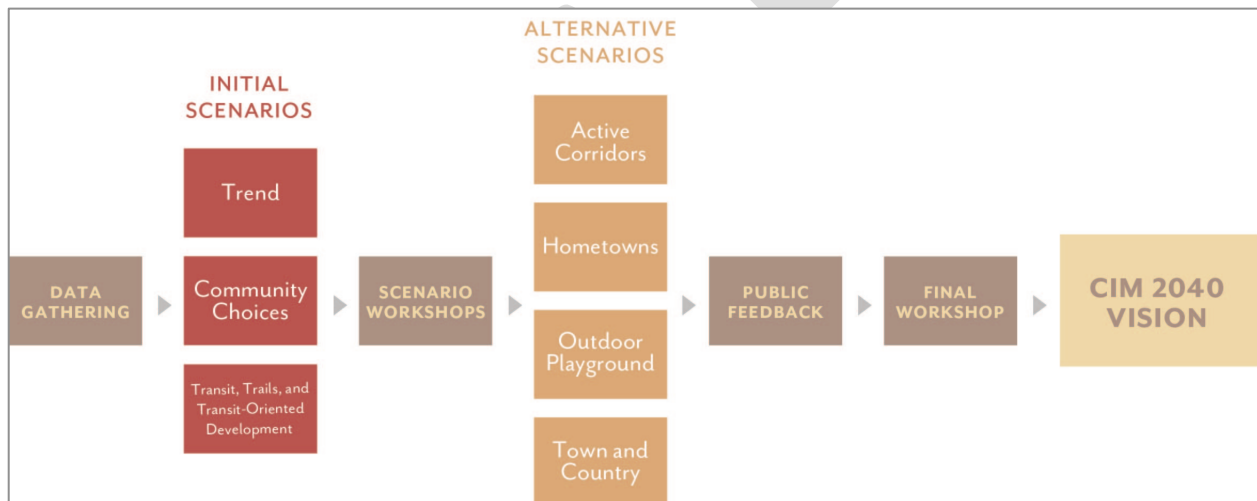 DATA
GATHERING
INITIAL
SCENARIOS
Trend
Community
Choices
Transit, Trails, and
Transit-Oriented
Development
SCENARIO
WORKSHOPS
ALTERNATIVE
SCENARIOS
Active
Corridors
Hometowns
Outdoor
Playground
Town and
Country
PUBLIC
FEEDBACK
FINAL
WORKSHOP
CIM 2040
VISION